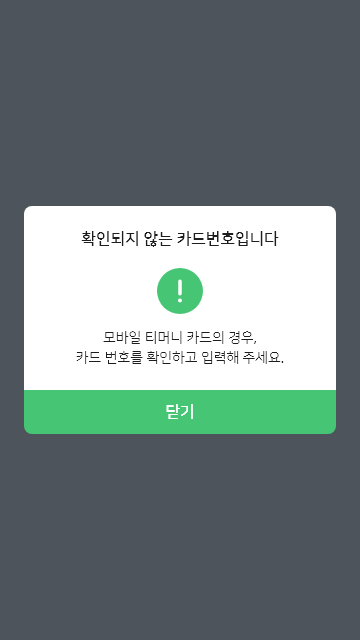 확인되지 않는 카드번호입니다
모바일 티머니 카드의 경우,
카드 번호를 확인하고 입력해 주세요.
닫기